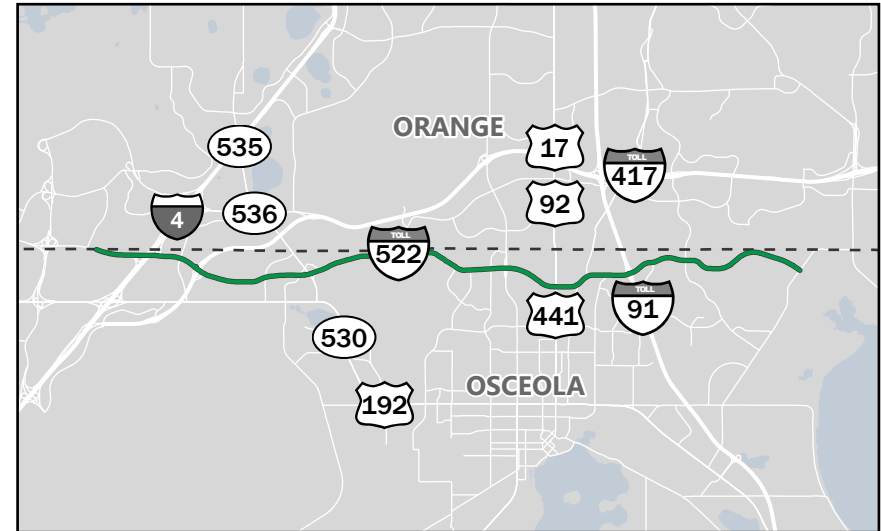 ORANGE
17
535
TOLL
417
92
4
536
TOLL
522
TOLL
91
441
530
OSCEOLA
192